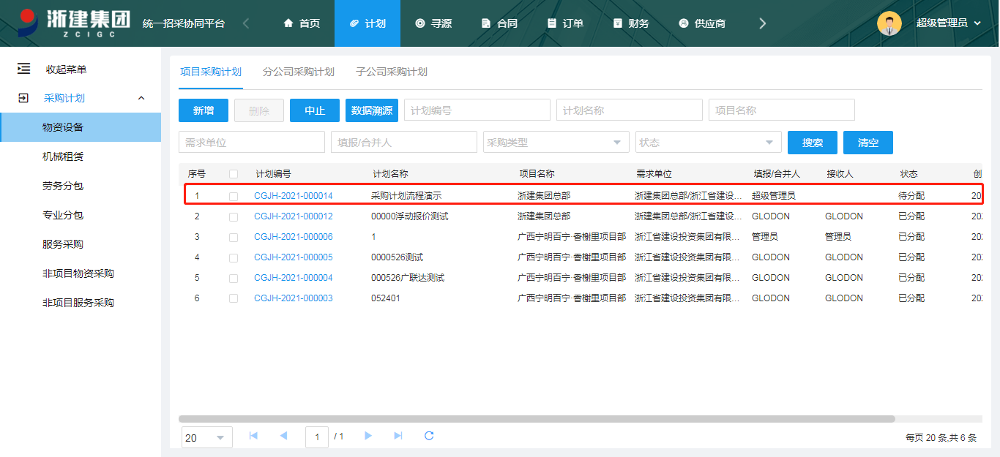 浙建集团 统一招采协同平台 首页 计划 寻源 合同 订单 财务 供应商 超级管理员
ZCIGC
收起菜单
采购计划
物资设备
机械租赁
劳务分包
专业分包
服务采购
非项目物资采购
非项目服务采购
项目采购计划 分公司采购计划 子公司采购计划
新增 删除 中止 数据溯源 计划编号 计划名称 项目名称
需求单位 填报/合并人 采购类型 状态 搜索 清空
序号 计划编号 计划名称 项目名称 需求单位 填报/合并人 接收人 状态 创
1 CGJH-2021-000014 采购计划流程演示 浙建集团总部 浙建集团总部/浙江省建设... 超级管理员 待分配 20
2 CGJH-2021-000012 00000浮动报价测试 浙建集团总部 浙建集团总部/浙江省建设... GLODON GLODON 已分配 20
3 CGJH-2021-000006 1 广西宁明百宁·香榭里项目部 浙江省建设投资集团有限... 管理员 管理员 已分配 20
4 CGJH-2021-000005 0000526测试 广西宁明百宁·香榭里项目部 浙江省建设投资集团有限... GLODON GLODON 已分配 20
5 CGJH-2021-000004 000526广联达测试 广西宁明百宁·香榭里项目部 浙江省建设投资集团有限... GLODON GLODON 已分配 20
6 CGJH-2021-000003 052401 广西宁明百宁·香榭里项目部 浙江省建设投资集团有限... GLODON GLODON 已分配 20
20 1 / 1 每页 20 条,共 6 条